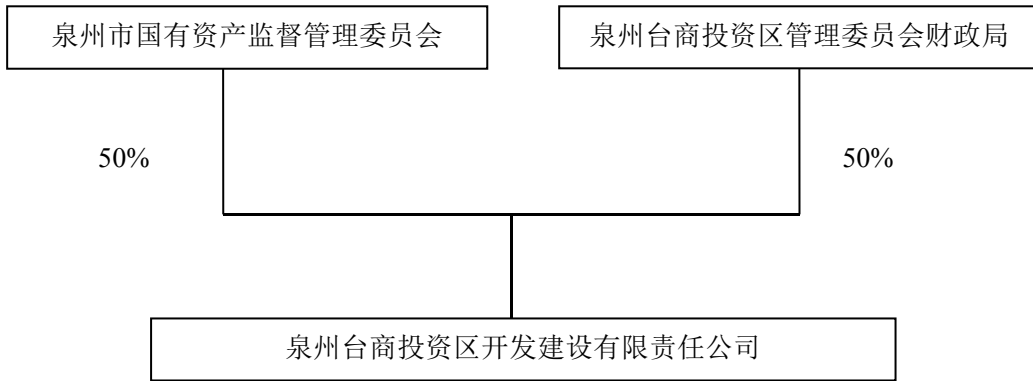 泉州市国有资产监督管理委员会
泉州台商投资区管理委员会财政局
50%
50%
泉州台商投资区开发建设有限责任公司